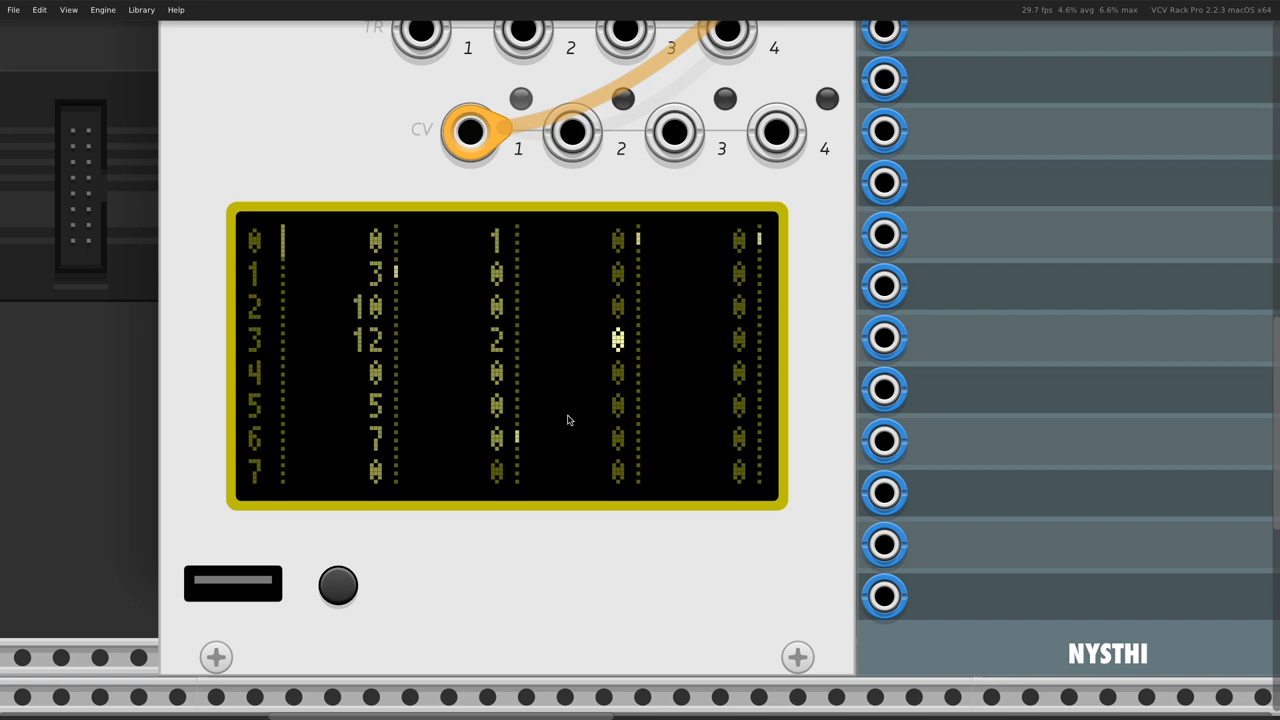 File Edit View Engine Library Help 29.7 fps 4.6% avg 6.6% max VCV Rack Pro 2.2.3 macOS x64
TR 1 2 3 4
CV 1 2 3 4
0 0 1 0 0
1 3 0 0 0
2 10 0 0 0
3 12 2 0 0
4 0 0 0 0
5 5 0 0 0
6 7 0 0 0
7 0 0 0 0
NYSTHI